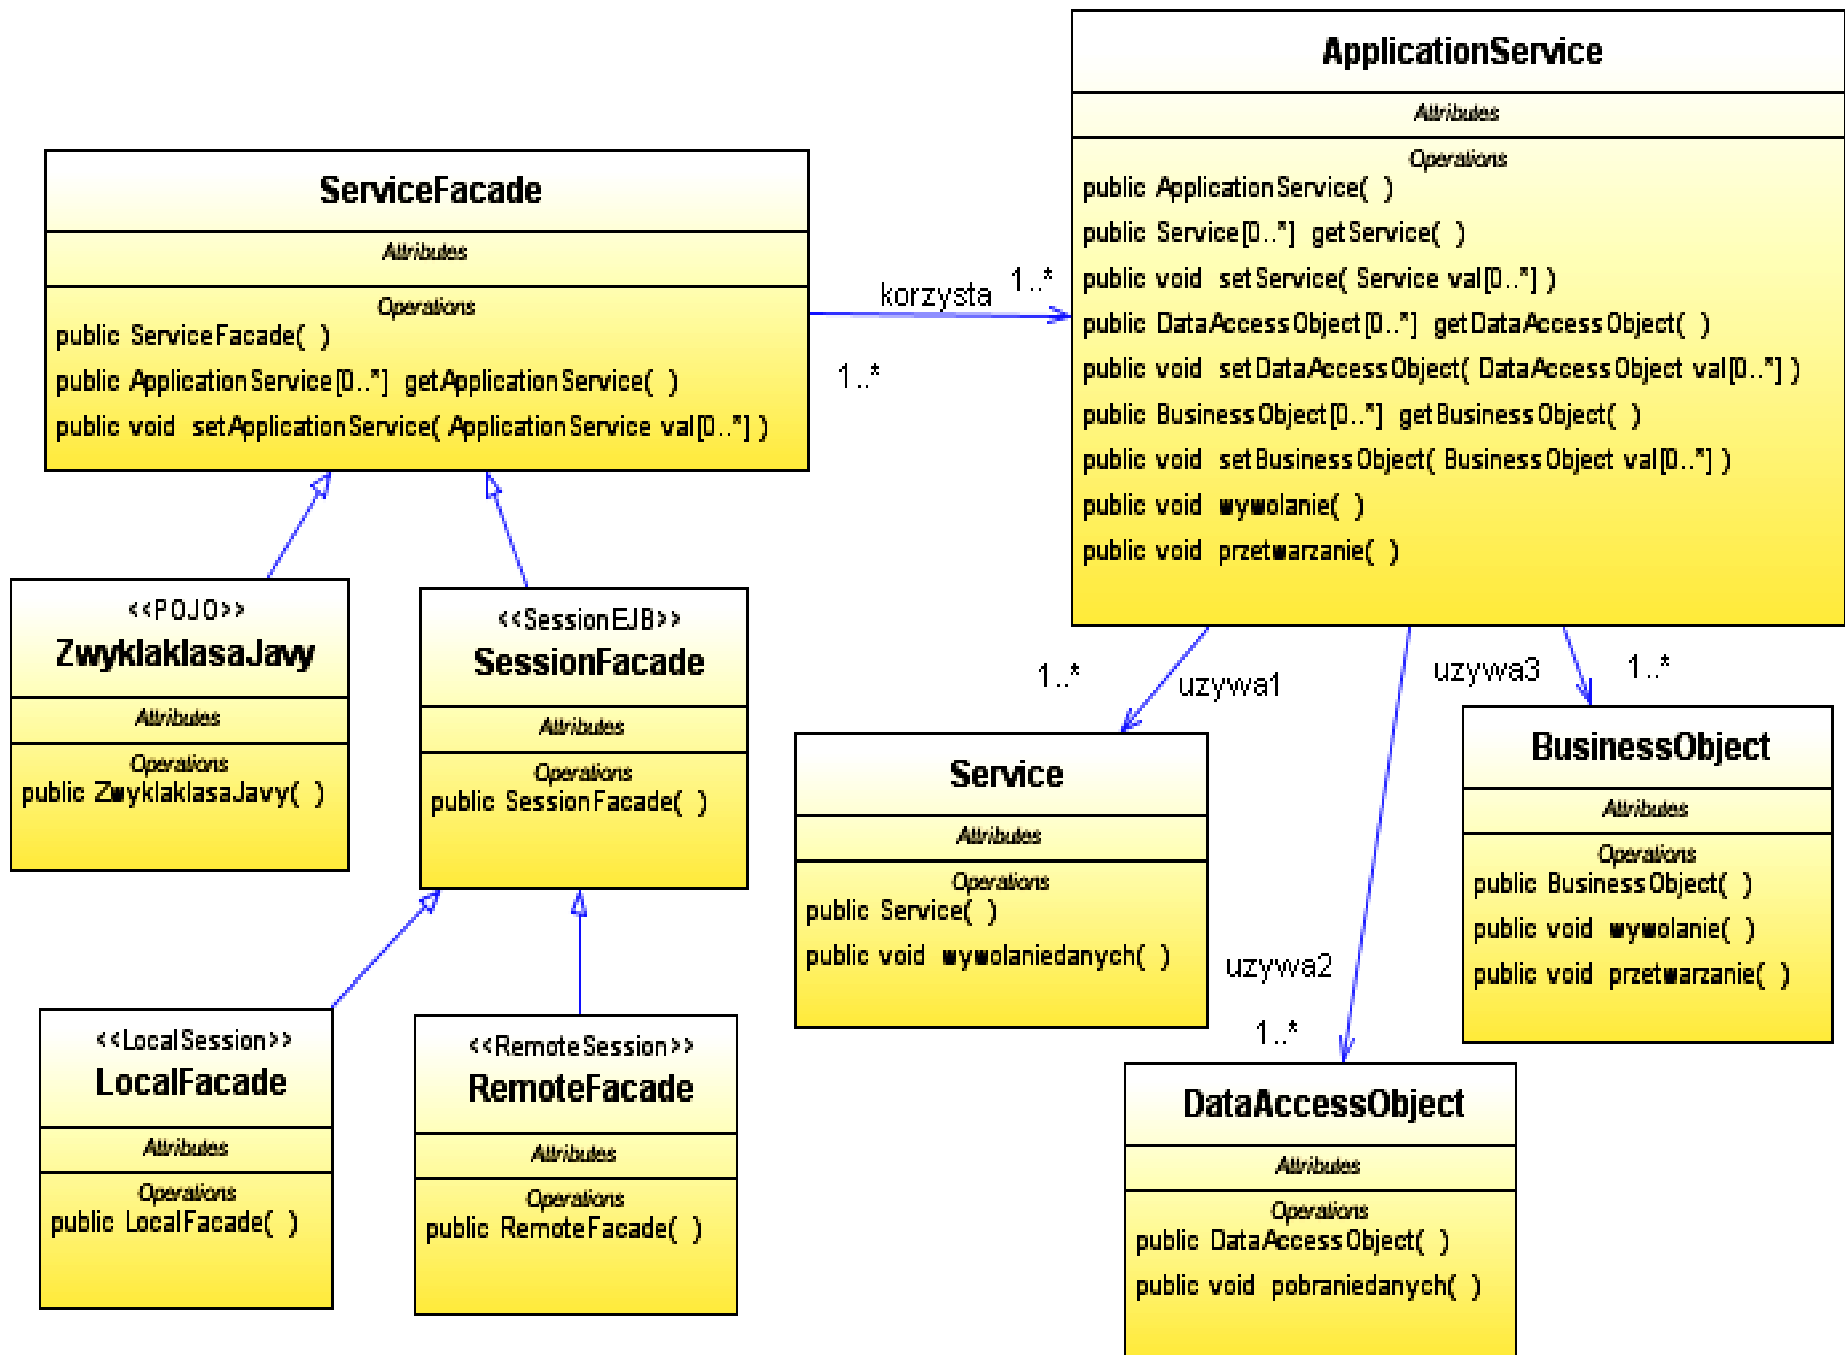 ServiceFacade
Attributes
Operations
public ServiceFacade( )
public ApplicationService[0..*] getApplicationService( )
public void setApplicationService( ApplicationService val[0..*] )
korzysta
1..*
1..*
ApplicationService
Attributes
Operations
public ApplicationService( )
public Service[0..*] getService( )
public void setService( Service val[0..*] )
public DataAccessObject[0..*] getDataAccessObject( )
public void setDataAccessObject( DataAccessObject val[0..*] )
public BusinessObject[0..*] getBusinessObject( )
public void setBusinessObject( BusinessObject val[0..*] )
public void wywolanie( )
public void przetwarzanie( )
<<POJO>>
ZwyklaklasaJavy
Attributes
Operations
public ZwyklaklasaJavy( )
<<SessionEJB>>
SessionFacade
Attributes
Operations
public SessionFacade( )
1..*
uzywa1
uzywa3
1..*
Service
Attributes
Operations
public Service( )
public void wywolaniedanych( )
BusinessObject
Attributes
Operations
public BusinessObject( )
public void wywolanie( )
public void przetwarzanie( )
uzywa2
1..*
<<LocalSession>>
LocalFacade
Attributes
Operations
public LocalFacade( )
<<RemoteSession>>
RemoteFacade
Attributes
Operations
public RemoteFacade( )
DataAccessObject
Attributes
Operations
public DataAccessObject( )
public void pobraniedanych( )